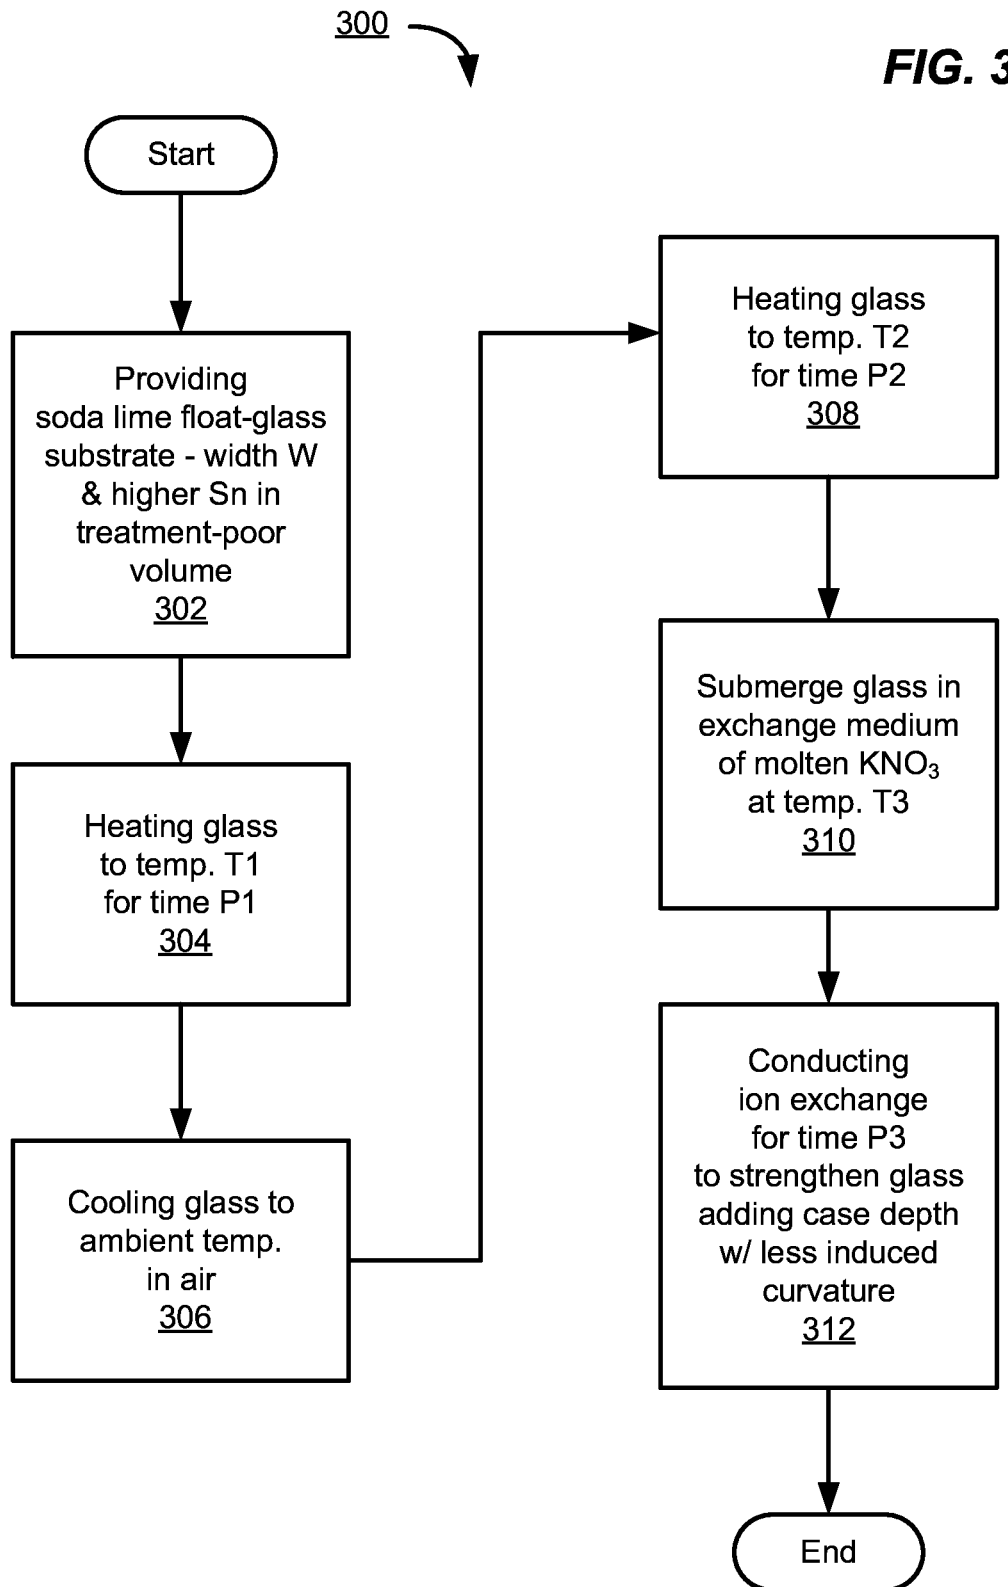 300
FIG. 3
Start
Providing
soda lime float-glass
substrate - width W
& higher Sn in
treatment-poor
volume
302
Heating glass
to temp. T1
for time P1
304
Cooling glass to
ambient temp.
in air
306
Heating glass
to temp. T2
for time P2
308
Submerge glass in
exchange medium
of molten KNO₃
at temp. T3
310
Conducting
ion exchange
for time P3
to strengthen glass
adding case depth
w/ less induced
curvature
312
End